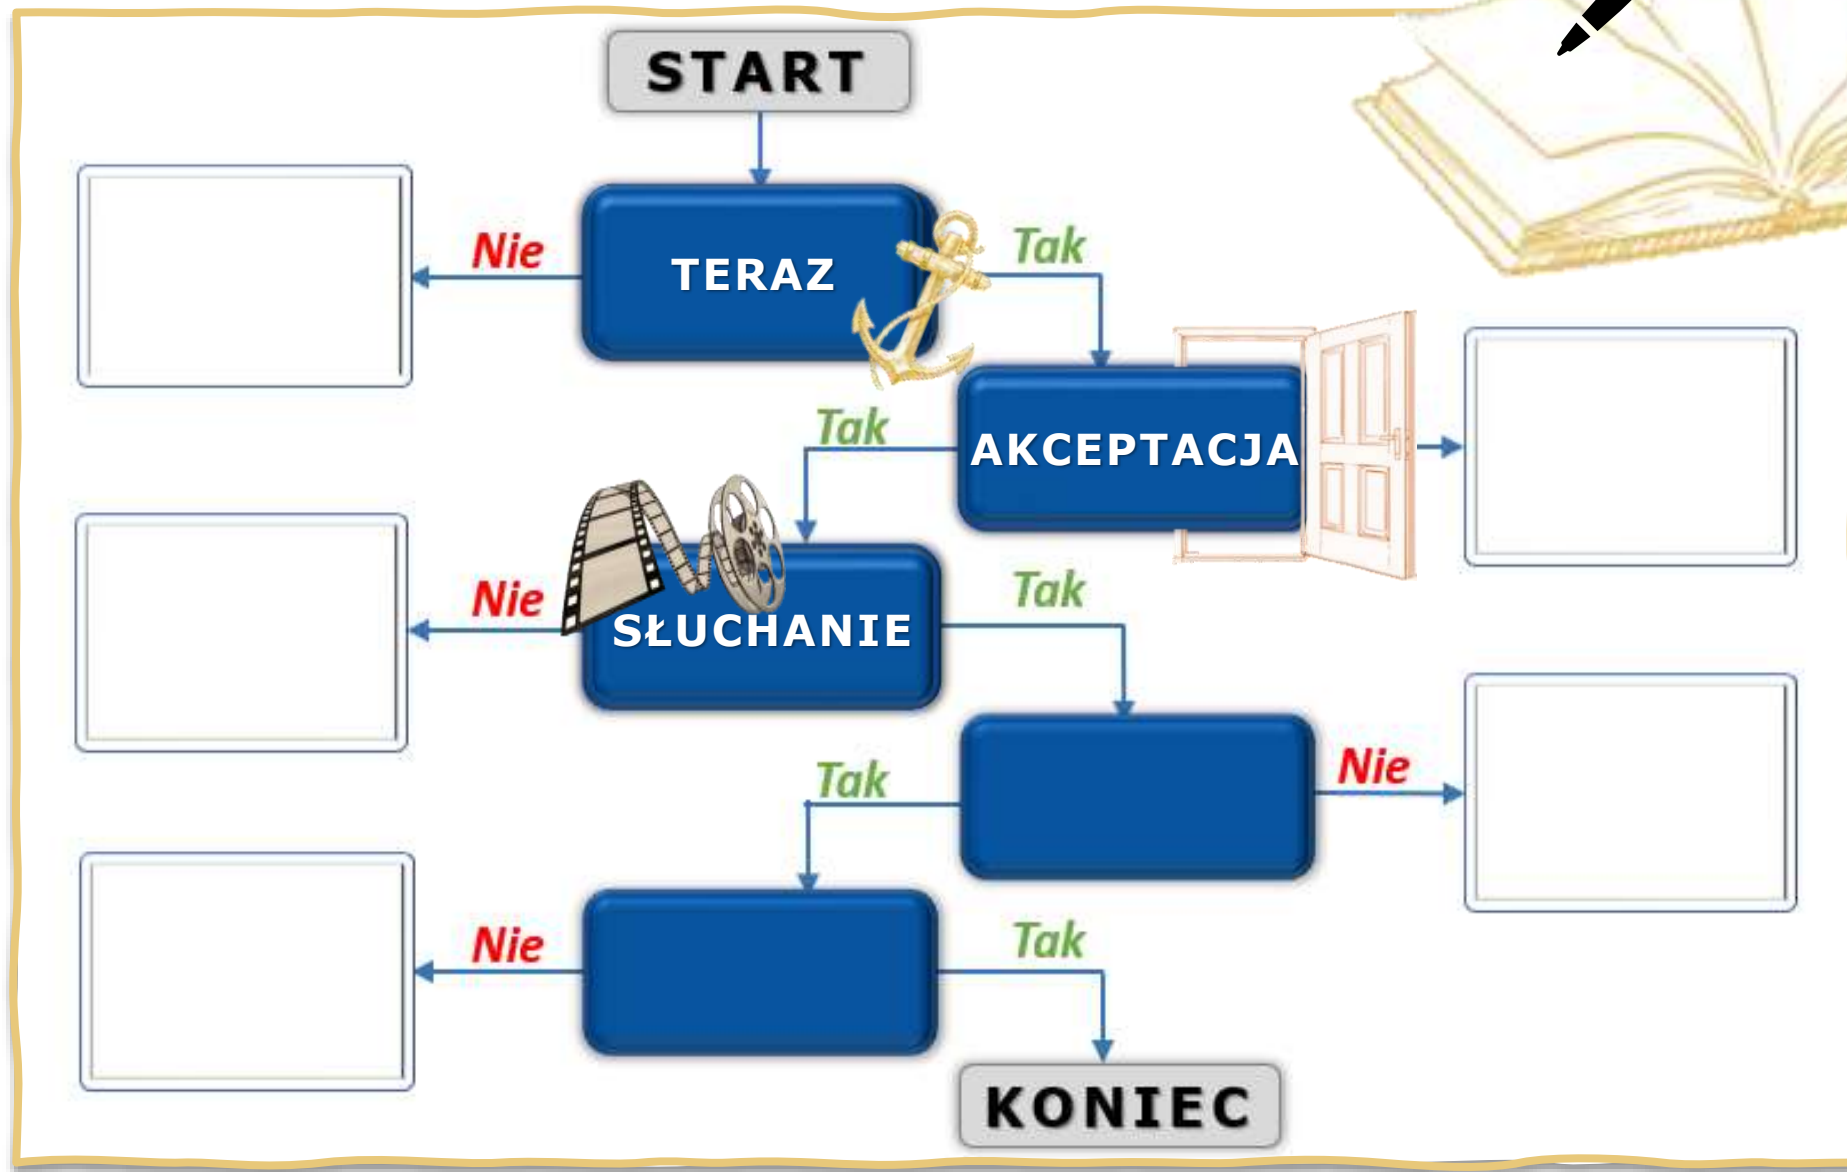 START
Nie
TERAZ
Tak
Tak
AKCEPTACJA
Nie
SŁUCHANIE
Tak
Tak
Nie
Nie
Tak
KONIEC